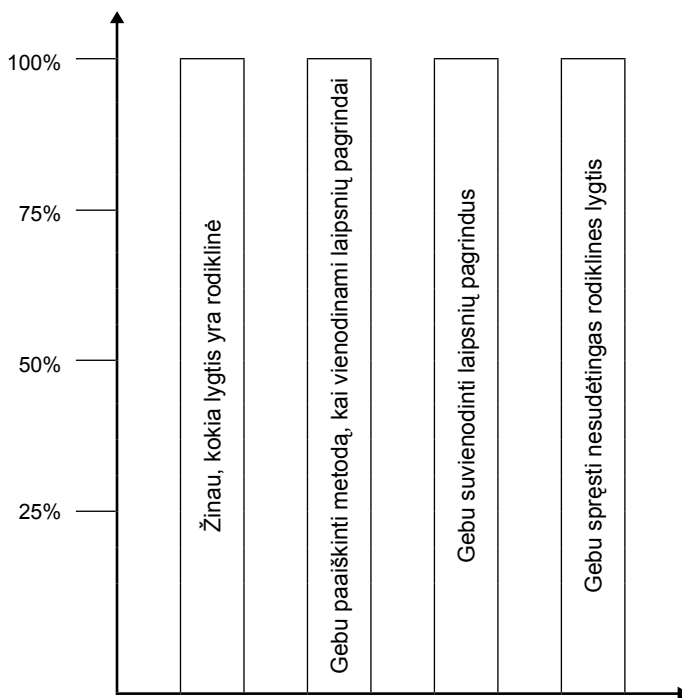 100%
75%
50%
25%
Žinau, kokia lygtis yra rodiklinė
Gebu paaiškinti metodą, kai vienodinami laipsnių pagrindai
Gebu suvienodinti laipsnių pagrindus
Gebu spręsti nesudėtingas rodiklines lygtis